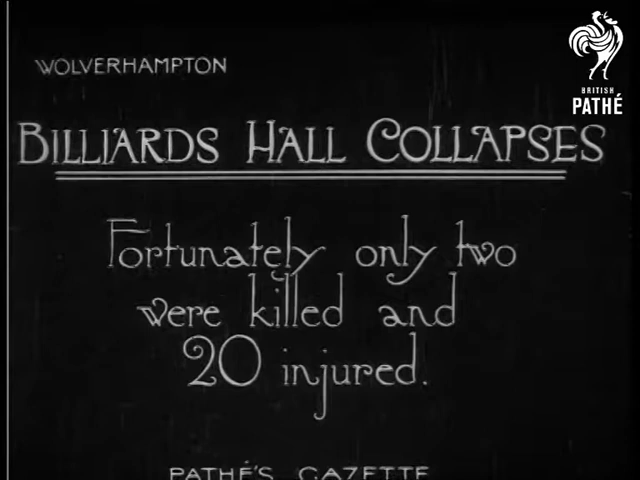 WOLVERHAMPTON
BRITISH
PATHÉ
BILLIARDS HALL COLLAPSES
Fortunately only two
were killed and
20 injured.
PATHÉ'S GAZETTE